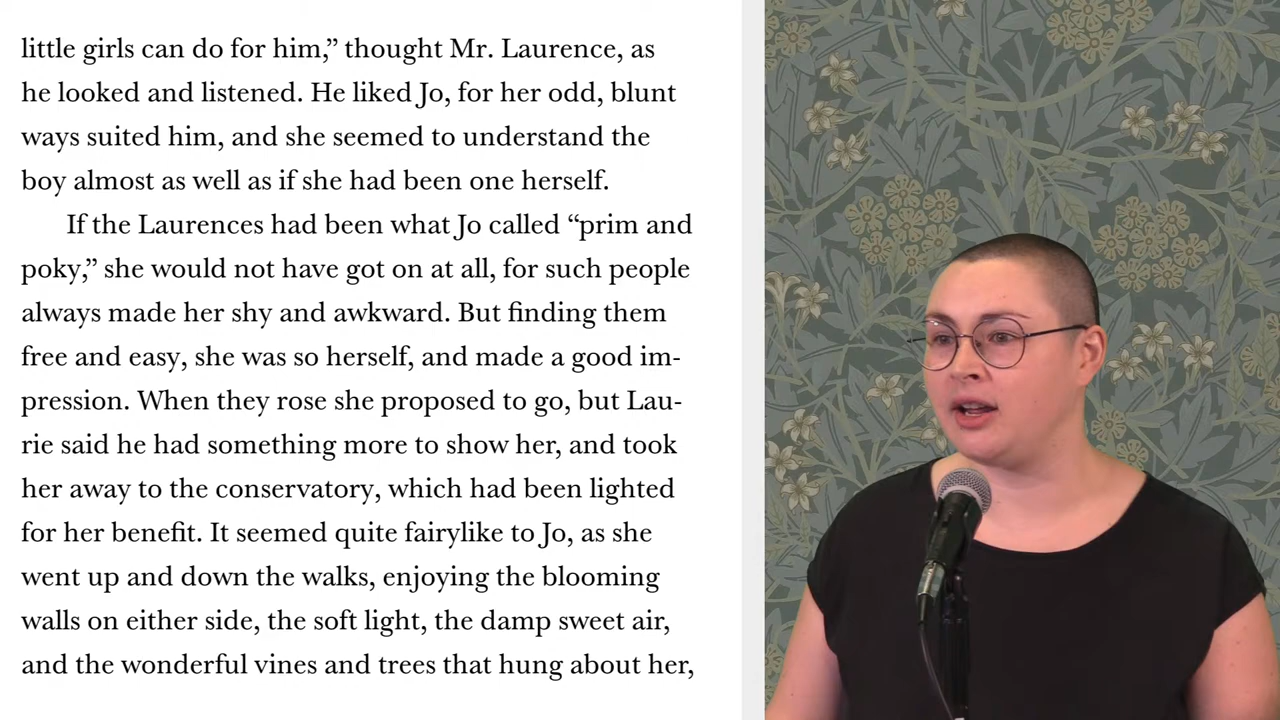 little girls can do for him,” thought Mr. Laurence, as
he looked and listened. He liked Jo, for her odd, blunt
ways suited him, and she seemed to understand the
boy almost as well as if she had been one herself.
If the Laurences had been what Jo called “prim and
poky,” she would not have got on at all, for such people
always made her shy and awkward. But finding them
free and easy, she was so herself, and made a good im-
pression. When they rose she proposed to go, but Lau-
rie said he had something more to show her, and took
her away to the conservatory, which had been lighted
for her benefit. It seemed quite fairylike to Jo, as she
went up and down the walks, enjoying the blooming
walls on either side, the soft light, the damp sweet air,
and the wonderful vines and trees that hung about her,